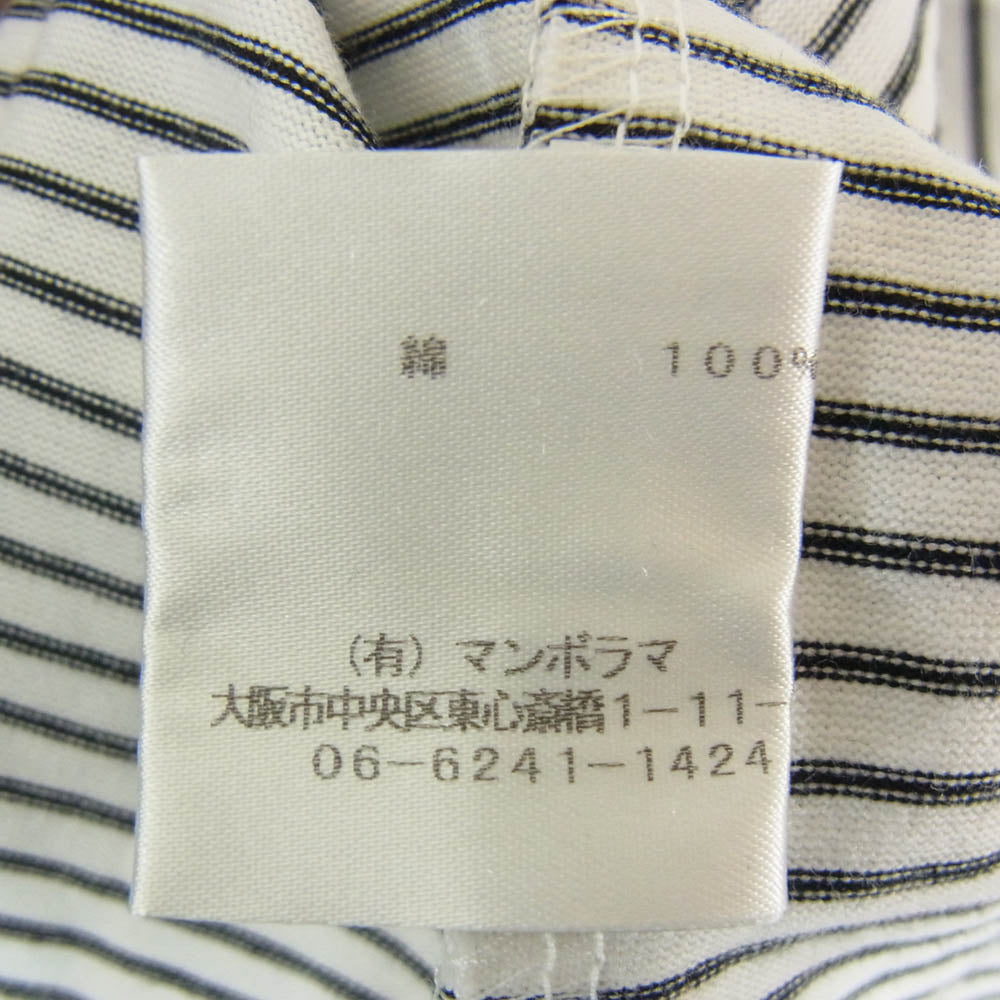 綿 100%
(有) マンボラマ
大阪市中央区東心斎橋1-11-
06-6241-1424